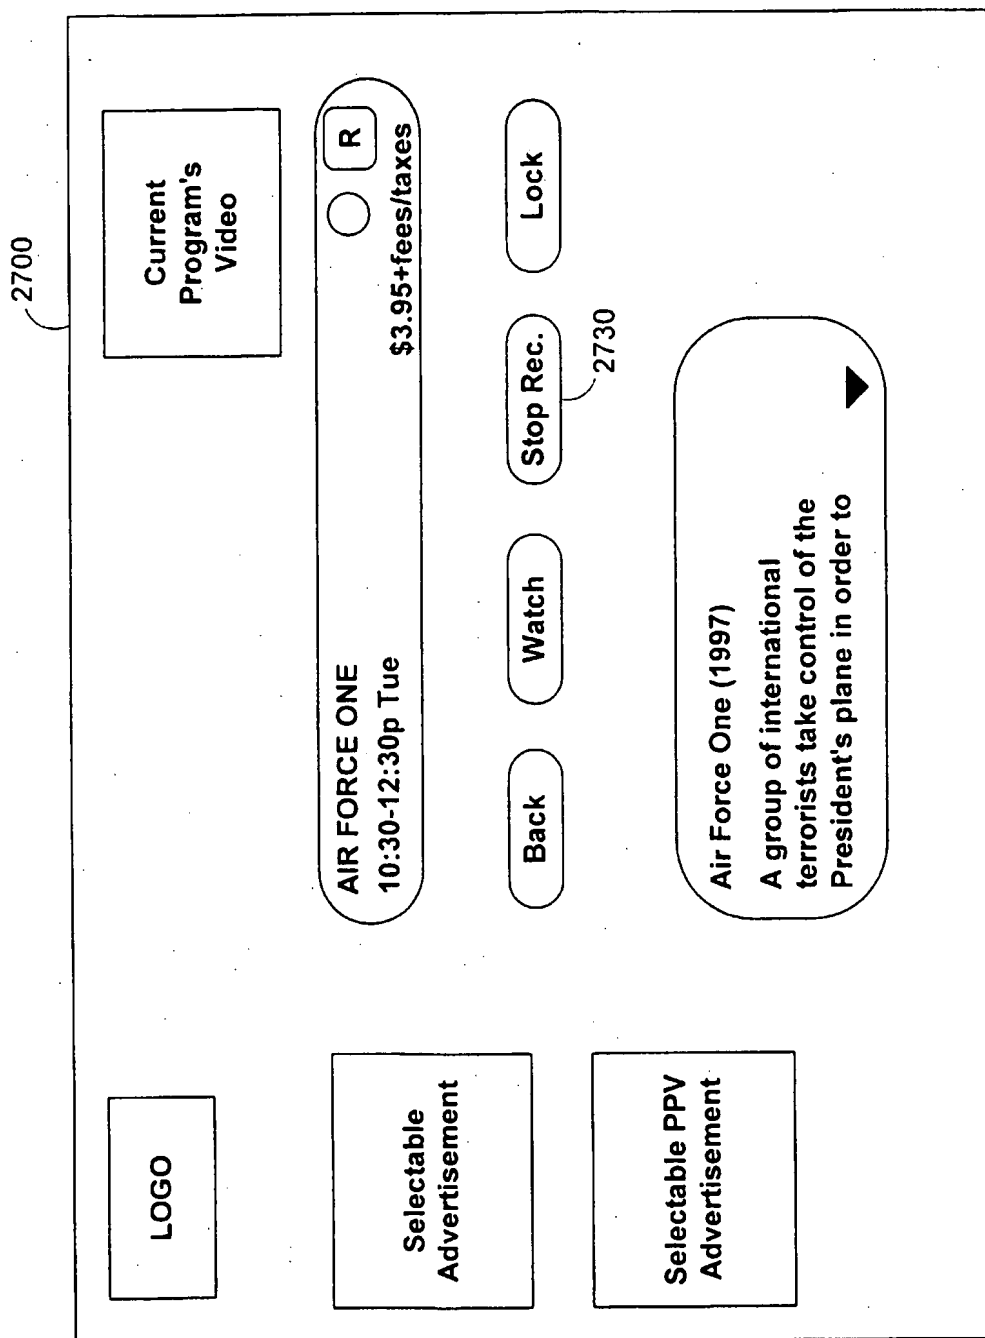 2700
LOGO
Current
Program's
Video
AIR FORCE ONE
R
10:30-12:30p Tue
$3.95+fees/taxes
Selectable
Advertisement
Back
Watch
Stop Rec.
Lock
2730
Selectable PPV
Advertisement
Air Force One (1997)
A group of international
terrorists take control of the
President's plane in order to